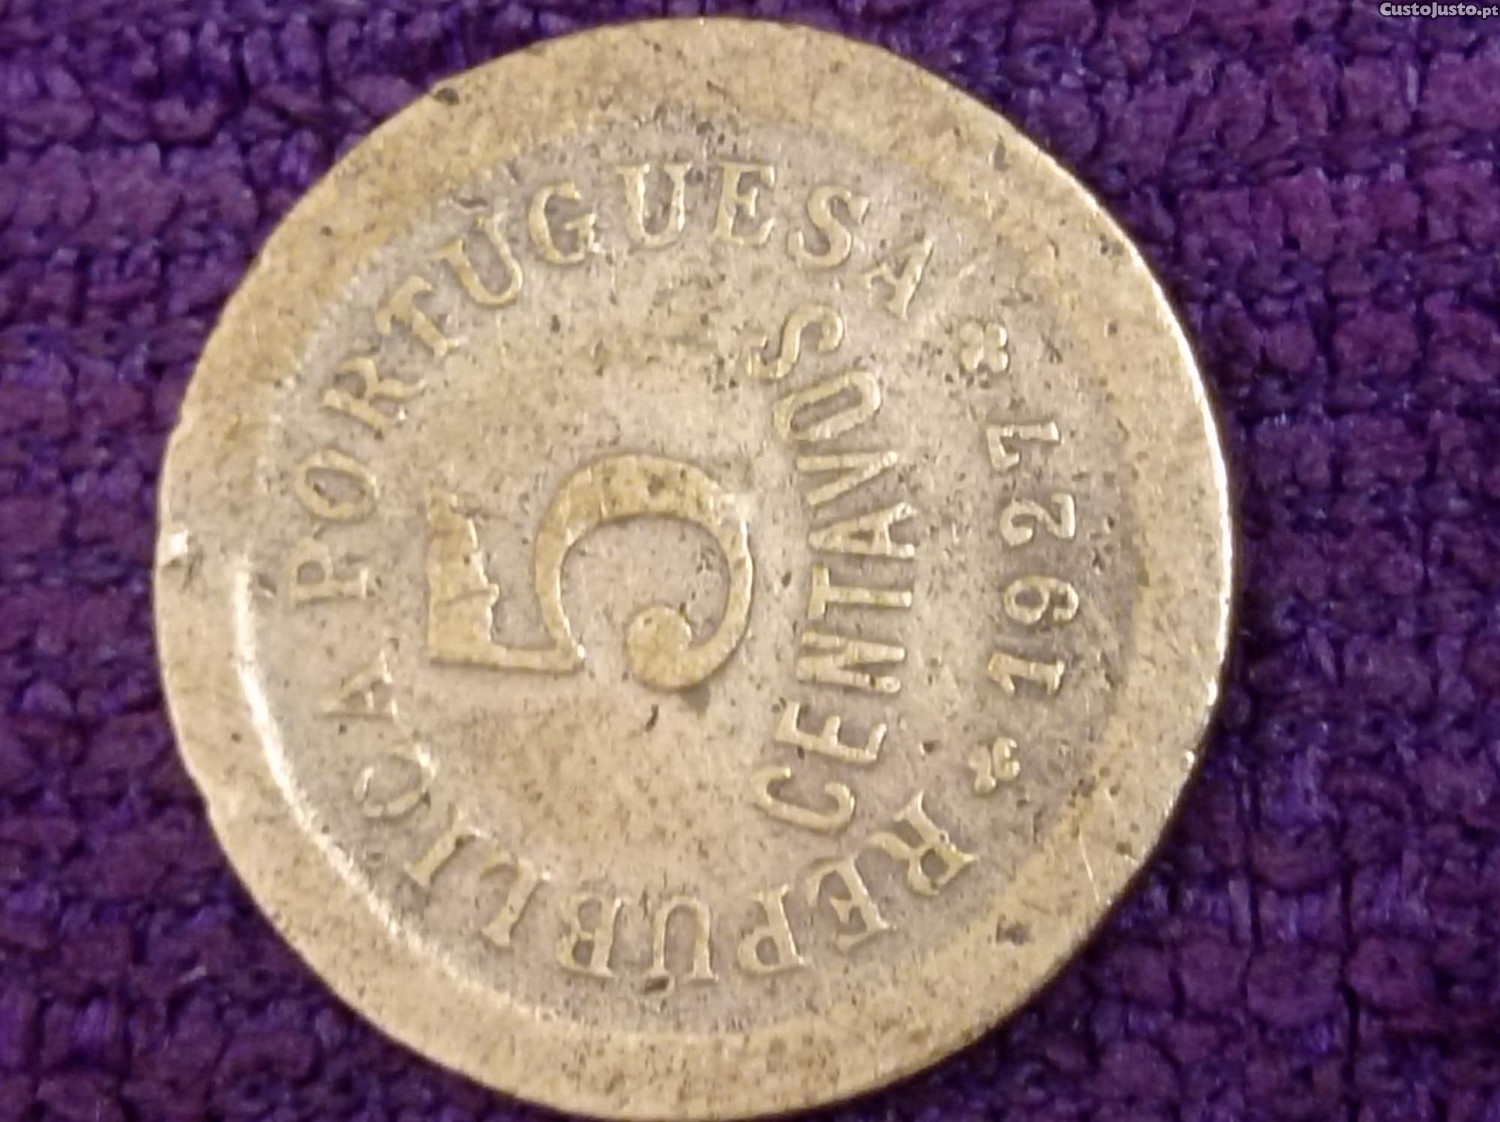 REPUBLICA PORTUGUESA
5
CENTAVOS
1927
CustoJusto.pt